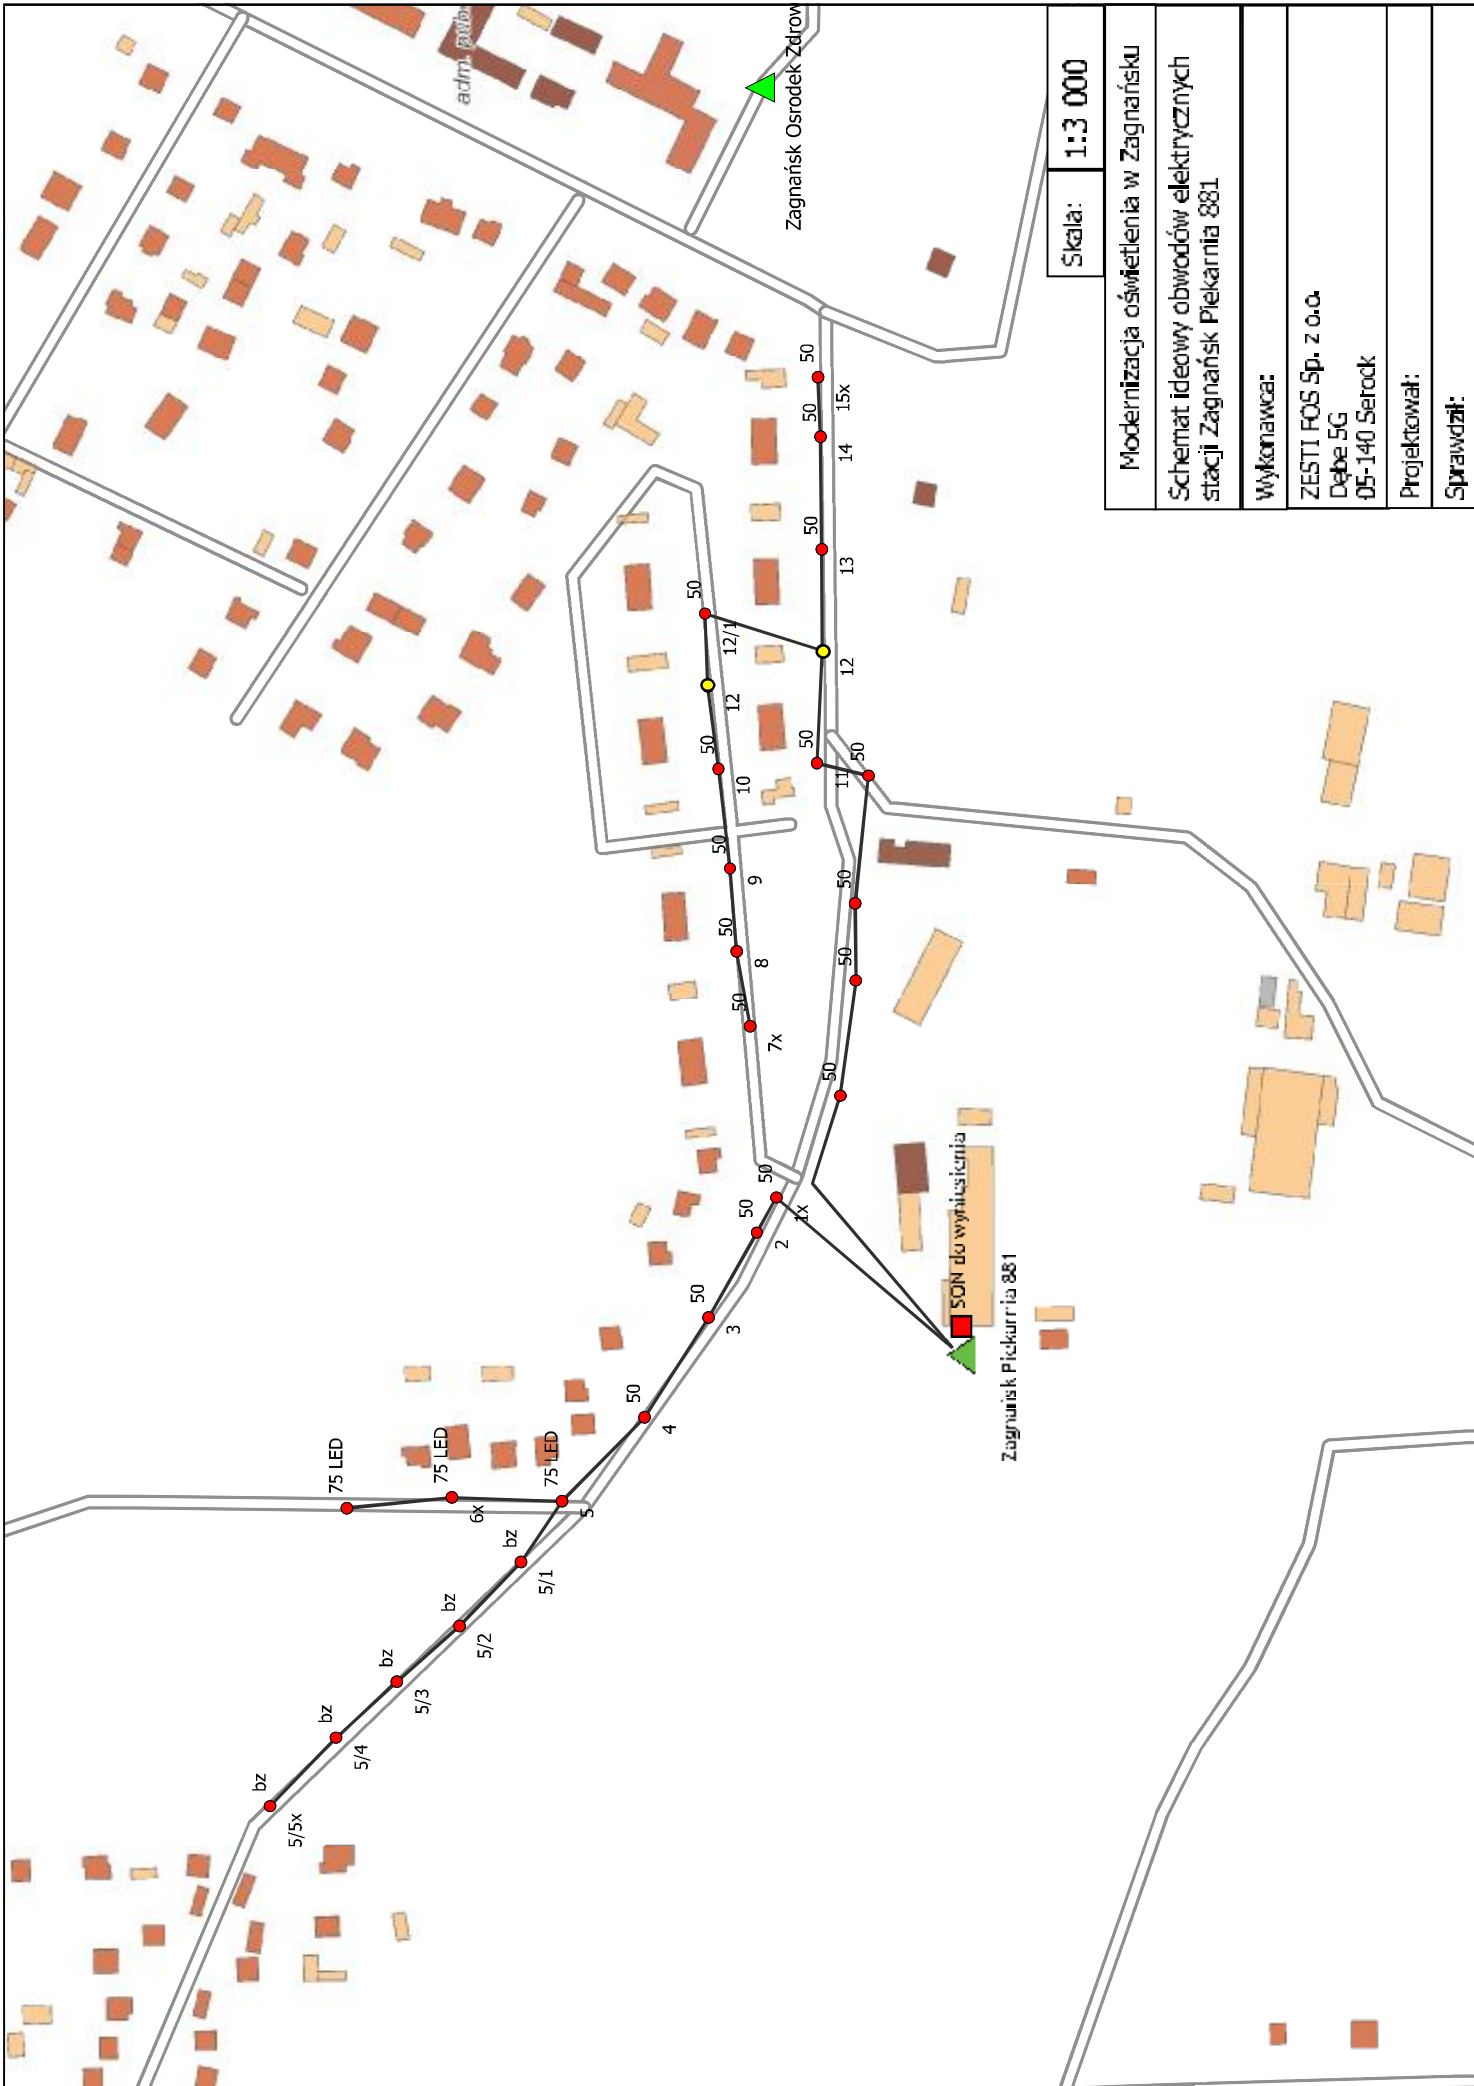 adm. pub
Zagnańsk Osrodek Zdrow
Skala:
1:3 000
Modernizacja oświetlenia w Zagnańsku
Schemat ideowy obwodów elektrycznych
stacji Zagnańsk Piekarnia 881
Wykonawca:
ZESTI FOS Sp. z o.o.
Dębe 5G
05-140 Serock
Projektował:
Sprawdził:
50
15x
50
14
50
13
50
12/1
12
12
50
10
50
11
50
50
9
50
8
50
7x
50
50
50
50
1x
50
2
50
3
50
4
75 LED
75 LED
6x
75 LED
5
bz
5/1
bz
5/2
bz
5/3
bz
5/4
bz
5/5x
SON do wyniesienia
Zagnańsk Piekarnia 881